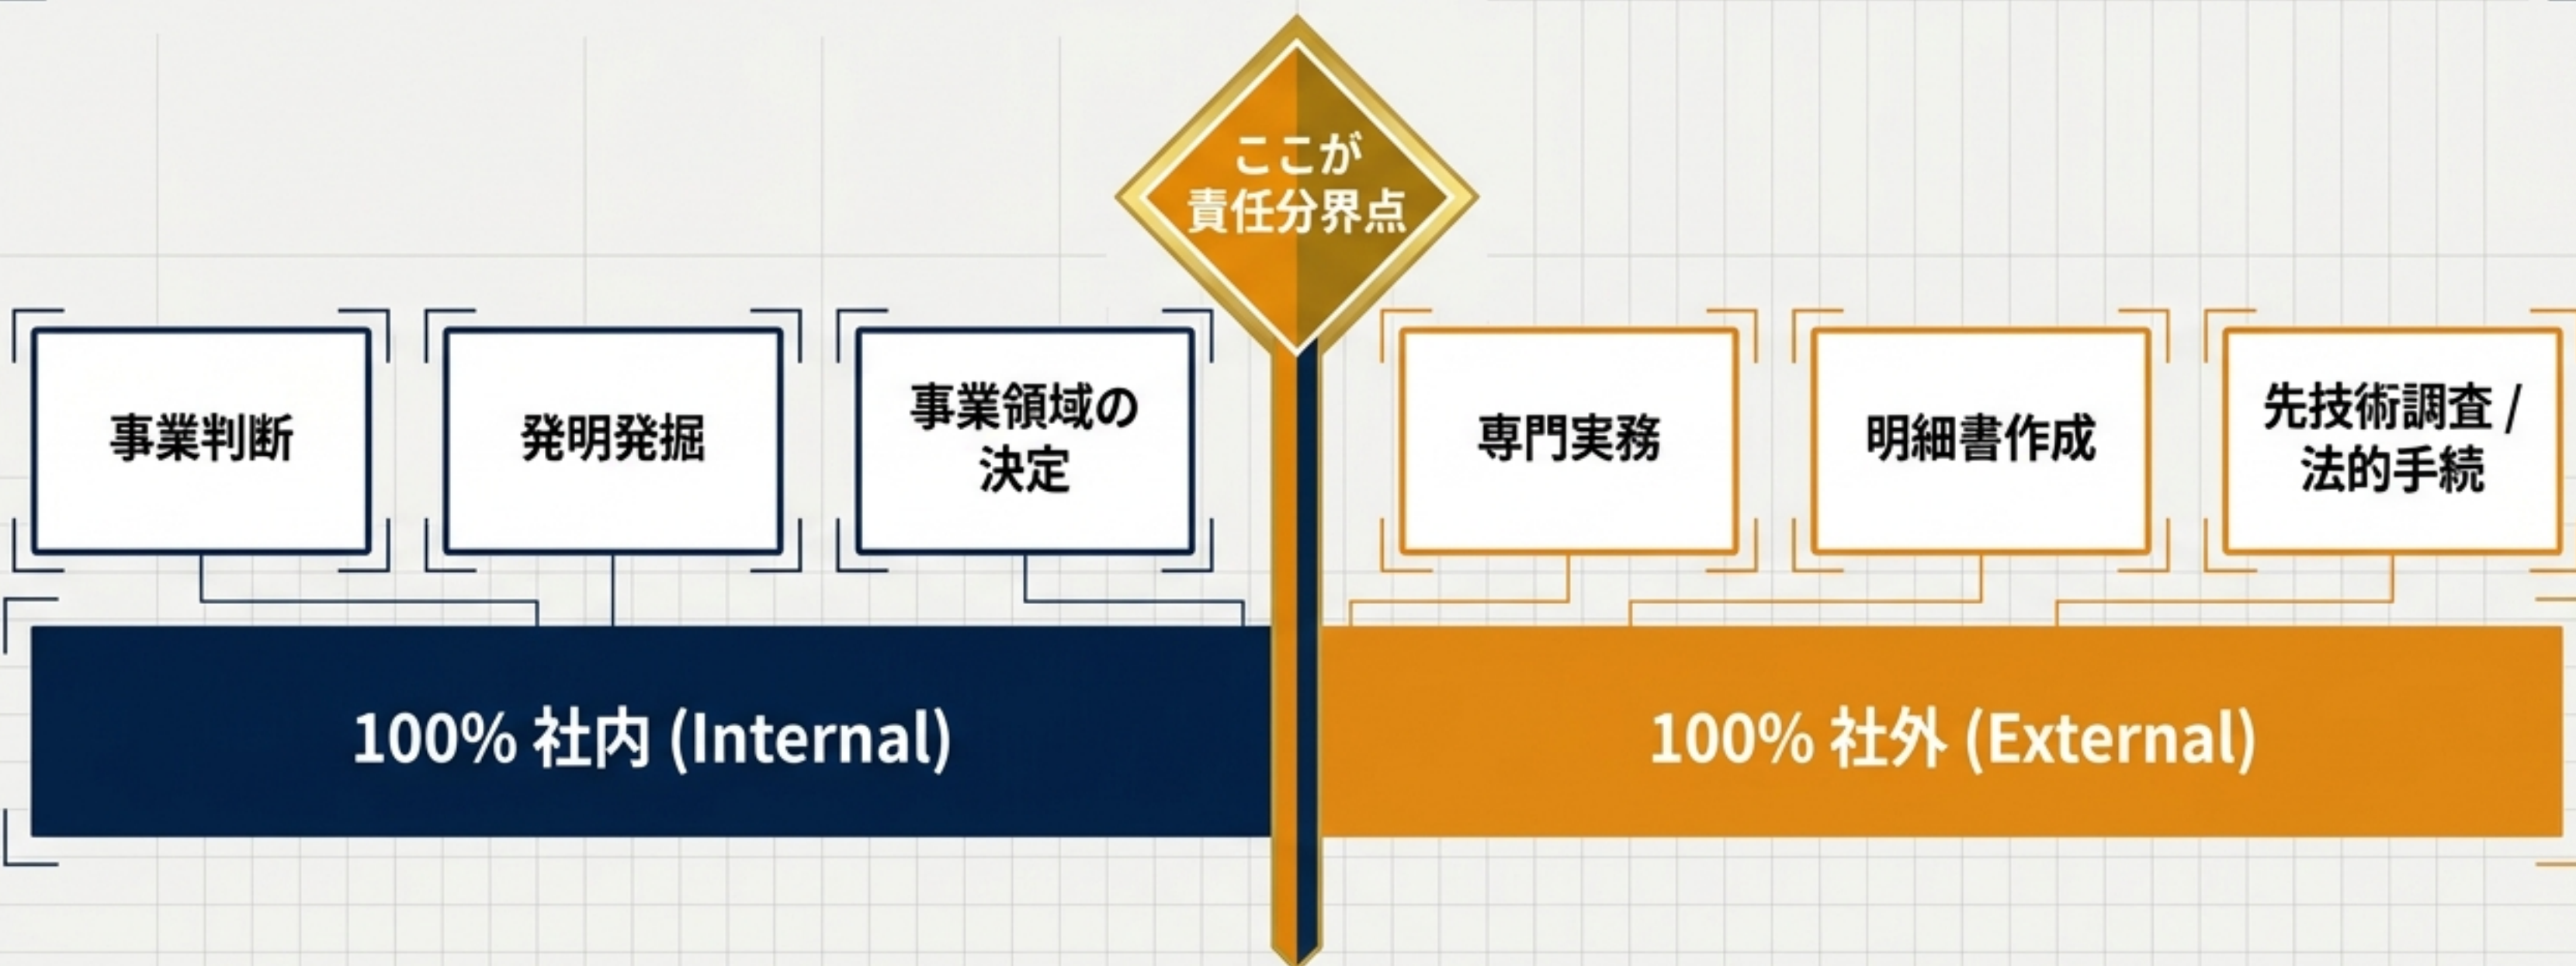 ここが
責任分界点
事業判断
発明発掘
事業領域の
決定
専門実務
明細書作成
先技術調査 /
法的手続
100% 社内 (Internal)
100% 社外 (External)